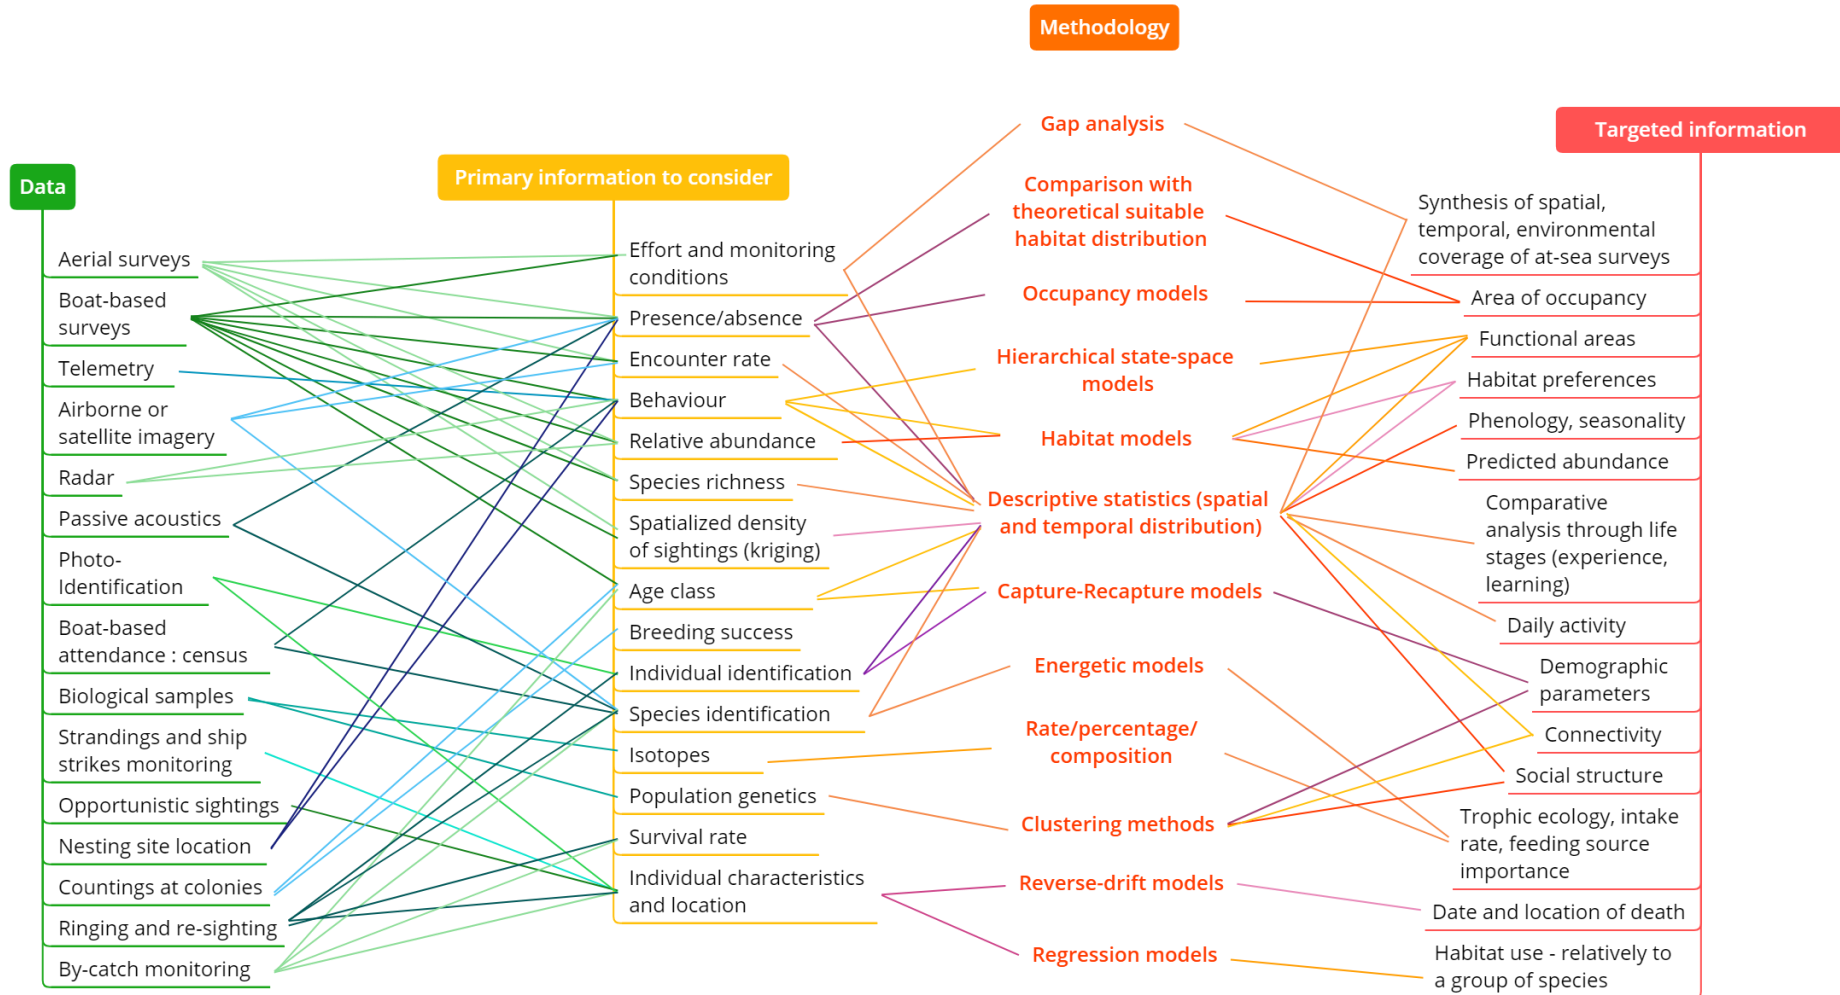 Methodology
Data
Aerial surveys
Boat-based
surveys
Telemetry
Airborne or
satellite imagery
Radar
Passive acoustics
Photo-
Identification
Boat-based
attendance : census
Biological samples
Strandings and ship
strikes monitoring
Opportunistic sightings
Nesting site location
Countings at colonies
Ringing and re-sighting
By-catch monitoring
Primary information to consider
Effort and monitoring
conditions
Presence/absence
Encounter rate
Behaviour
Relative abundance
Species richness
Spatialized density
of sightings (kriging)
Age class
Breeding success
Individual identification
Species identification
Isotopes
Population genetics
Survival rate
Individual characteristics
and location
Gap analysis
Comparison with
theoretical suitable
habitat distribution
Occupancy models
Hierarchical state-space
models
Habitat models
Descriptive statistics (spatial
and temporal distribution)
Capture-Recapture models
Energetic models
Rate/percentage/
composition
Clustering methods
Reverse-drift models
Regression models
Targeted information
Synthesis of spatial,
temporal, environmental
coverage of at-sea surveys
Area of occupancy
Functional areas
Habitat preferences
Phenology, seasonality
Predicted abundance
Comparative
analysis through life
stages (experience,
learning)
Daily activity
Demographic
parameters
Connectivity
Social structure
Trophic ecology, intake
rate, feeding source
importance
Date and location of death
Habitat use - relatively to
a group of species